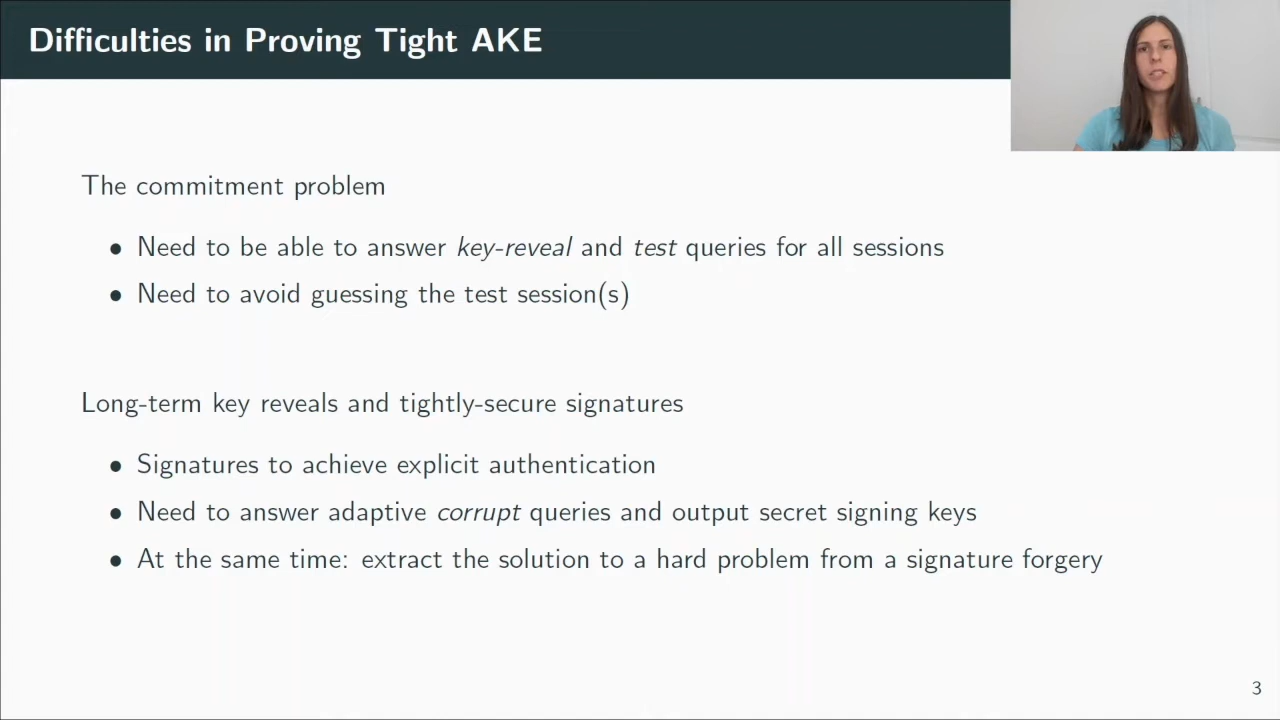 Difficulties in Proving Tight AKE
The commitment problem
• Need to be able to answer key-reveal and test queries for all sessions
• Need to avoid guessing the test session(s)
Long-term key reveals and tightly-secure signatures
• Signatures to achieve explicit authentication
• Need to answer adaptive corrupt queries and output secret signing keys
• At the same time: extract the solution to a hard problem from a signature forgery
3